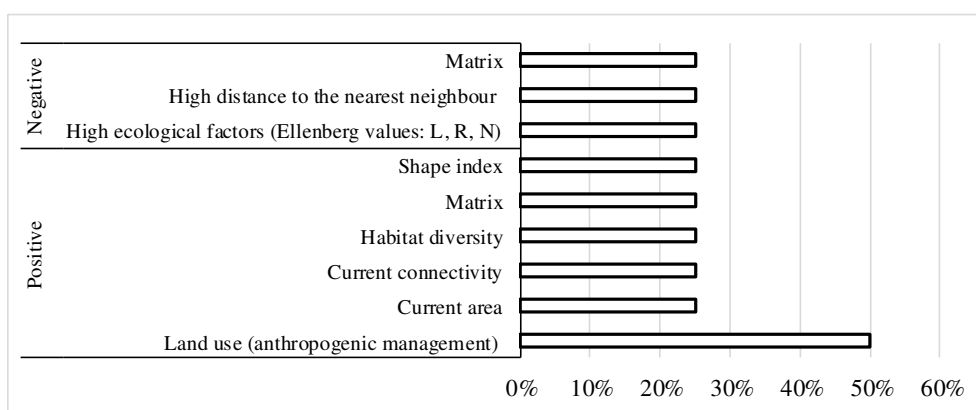 Negative
Matrix
High distance to the nearest neighbour
High ecological factors (Ellenberg values: L, R, N)
Positive
Shape index
Matrix
Habitat diversity
Current connectivity
Current area
Land use (anthropogenic management)
0% 10% 20% 30% 40% 50% 60%